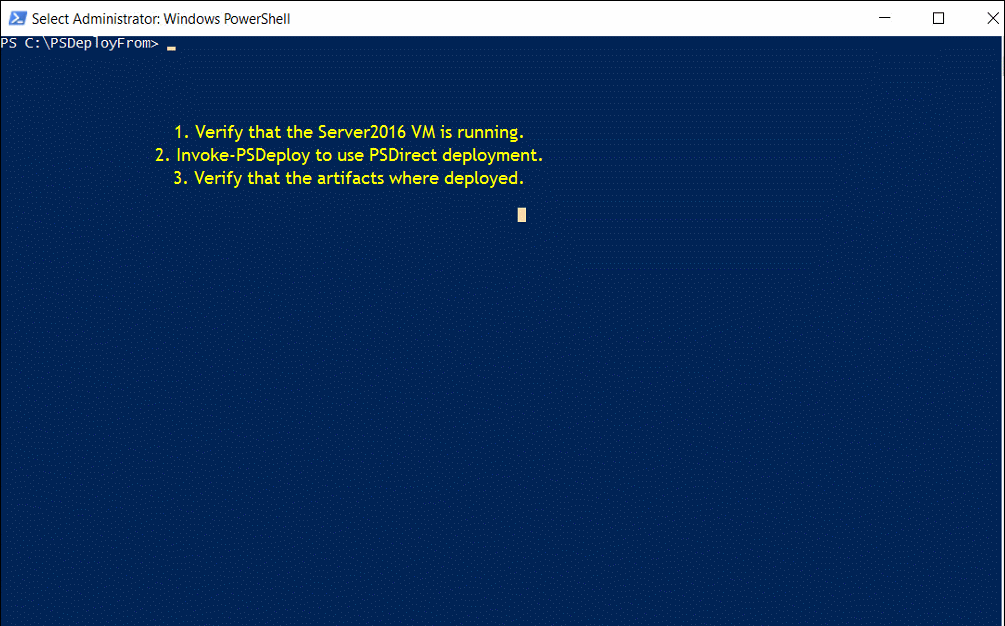 Select Administrator: Windows PowerShell
PS C:\PSDeployFrom>
1. Verify that the Server2016 VM is running.
2. Invoke-PSDeploy to use PSDirect deployment.
3. Verify that the artifacts where deployed.